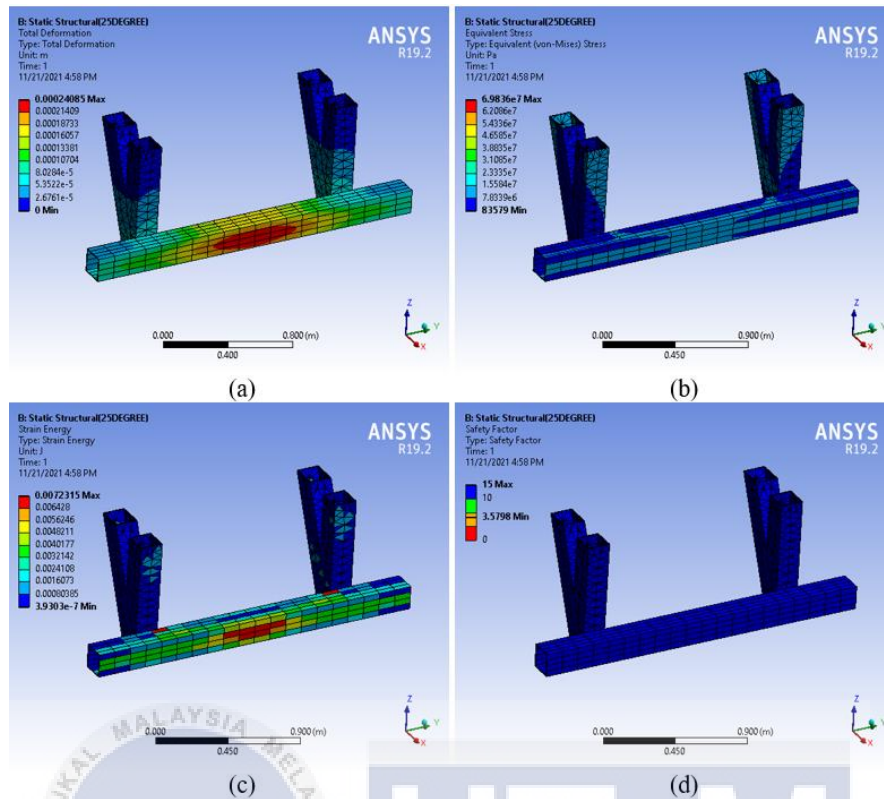 B: Static Structural(25DEGREE)
Total Deformation
Type: Total Deformation
Unit: m
Time: 1
11/21/2021 4:58 PM
ANSYS
R19.2
0.00024085 Max
0.00021409
0.00018733
0.00016057
0.00013381
0.00010704
8.0284e-5
5.3522e-5
2.6761e-5
0 Min
0.000
0.800 (m)
0.400
Z
Y
X
(a)
B: Static Structural(25DEGREE)
Equivalent Stress
Type: Equivalent (von-Mises) Stress
Unit: Pa
Time: 1
11/21/2021 4:58 PM
ANSYS
R19.2
6.9836e7 Max
6.2086e7
5.4336e7
4.6585e7
3.8835e7
3.1085e7
2.3335e7
1.5584e7
7.8339e6
83579 Min
0.000
0.900 (m)
0.450
Z
Y
X
(b)
B: Static Structural(25DEGREE)
Strain Energy
Type: Strain Energy
Unit: J
Time: 1
11/21/2021 4:58 PM
ANSYS
R19.2
0.0072315 Max
0.006428
0.0056246
0.0048211
0.0040177
0.0032142
0.0024108
0.0016073
0.00080385
3.9303e-7 Min
0.000
0.900 (m)
0.450
Z
Y
X
(c)
B: Static Structural(25DEGREE)
Safety Factor
Type: Safety Factor
Time: 1
11/21/2021 4:58 PM
ANSYS
R19.2
15 Max
10
3.5798 Min
0
0.000
0.900 (m)
0.450
Z
Y
X
(d)
MALAYSIA